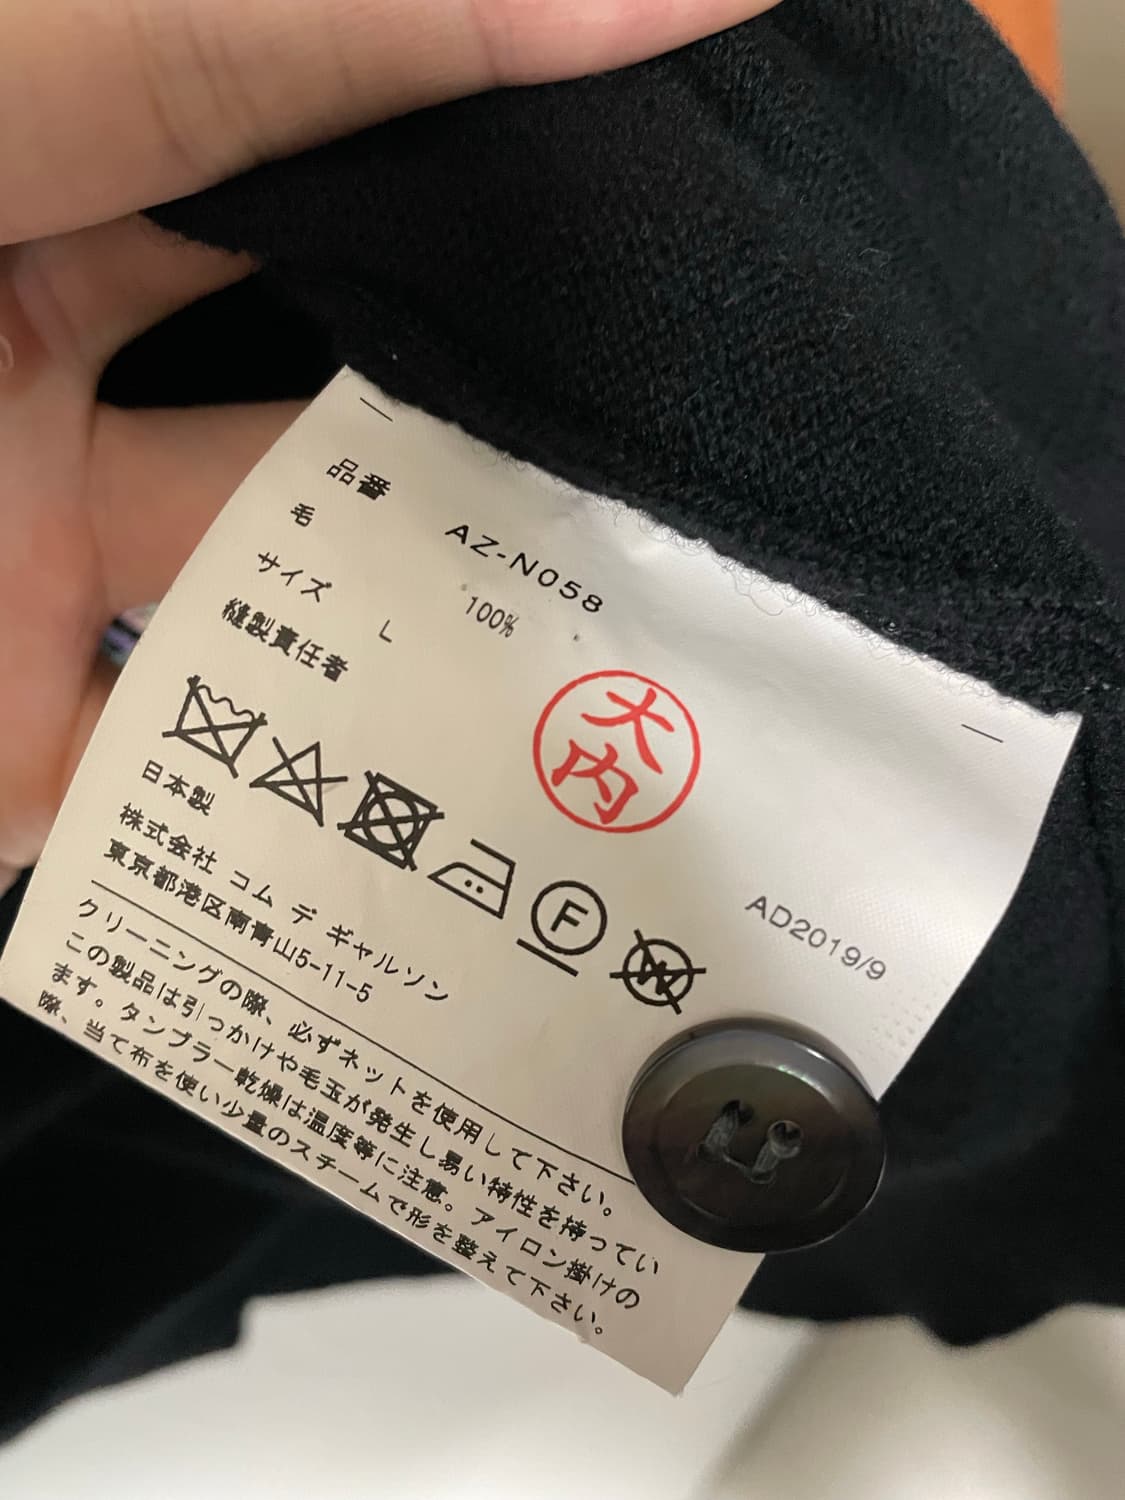 品番 AZ-N058
毛 100%
サイズ L
縫製責任者
大内
F
W
AD2019/9
日本製
株式会社 コム デ ギャルソン
東京都港区南青山5-11-5
クリーニングの際、必ずネットを使用して下さい。
この製品は引っかけや毛玉が発生し易い特性を持ってい
ます。タンブラー乾燥は温度等に注意。アイロン掛けの
際、当て布を使い少量のスチームで形を整えて下さい。